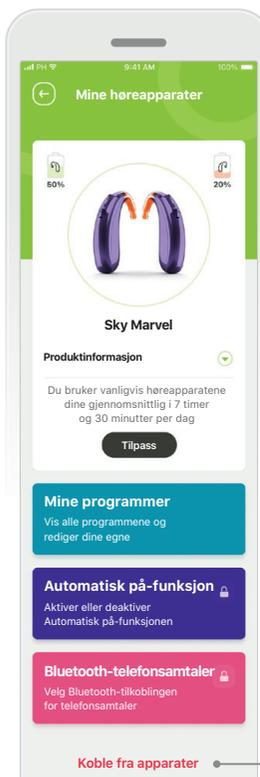 PH 9:41 AM 100%
Mine høreapparater
50% 20%
Sky Marvel
Produktinformasjon
Du bruker vanligvis høreapparatene
dine gjennomsnittlig i 7 timer
og 30 minutter per dag
Tilpass
Mine programmer
Vis alle programmene og
rediger dine egne
Automatisk på-funksjon
Aktiver eller deaktiver
Automatisk på-funksjonen
Bluetooth-telefonsamtaler
Velg Bluetooth-tilkoblingen
for telefonsamtaler
Koble fra apparater